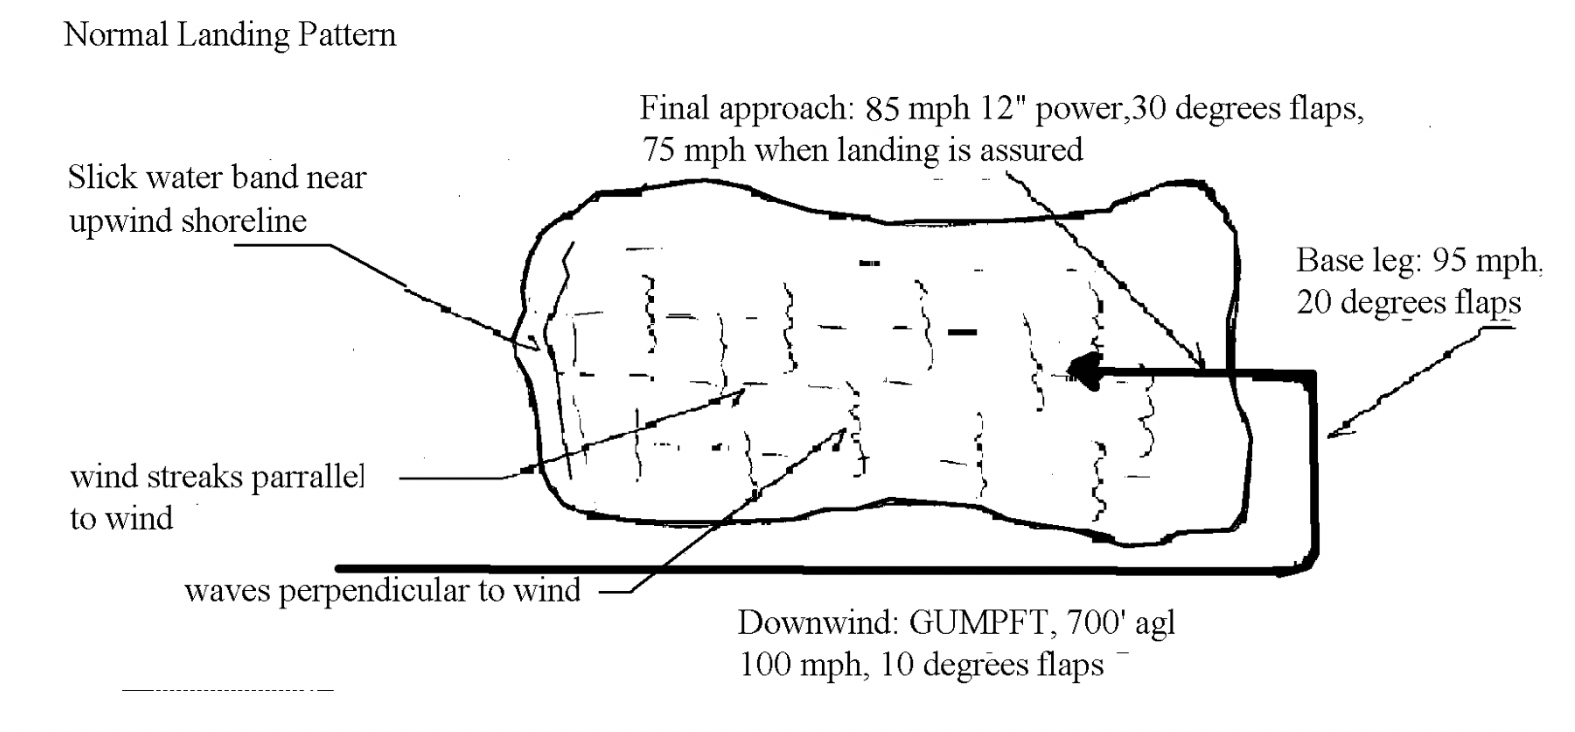 Normal Landing Pattern
Final approach: 85 mph 12" power,30 degrees flaps,
75 mph when landing is assured
Slick water band near
upwind shoreline
Base leg: 95 mph,
20 degrees flaps
wind streaks parrallel
to wind
waves perpendicular to wind
Downwind: GUMPFT, 700' agl
100 mph, 10 degrees flaps